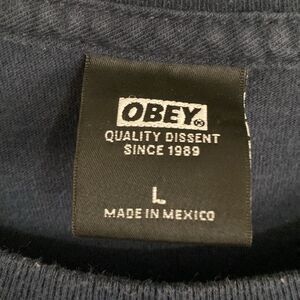 OBEY®
QUALITY DISSENT
SINCE 1989
L
MADE IN MEXICO